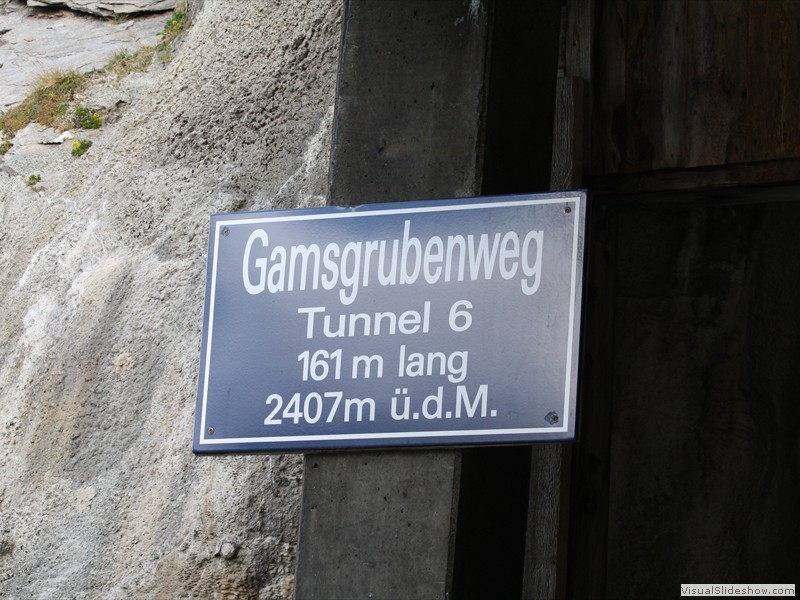 Gamsgrubenweg
Tunnel 6
161 m lang
2407m ü.d.M.
VisualSlideshow.com